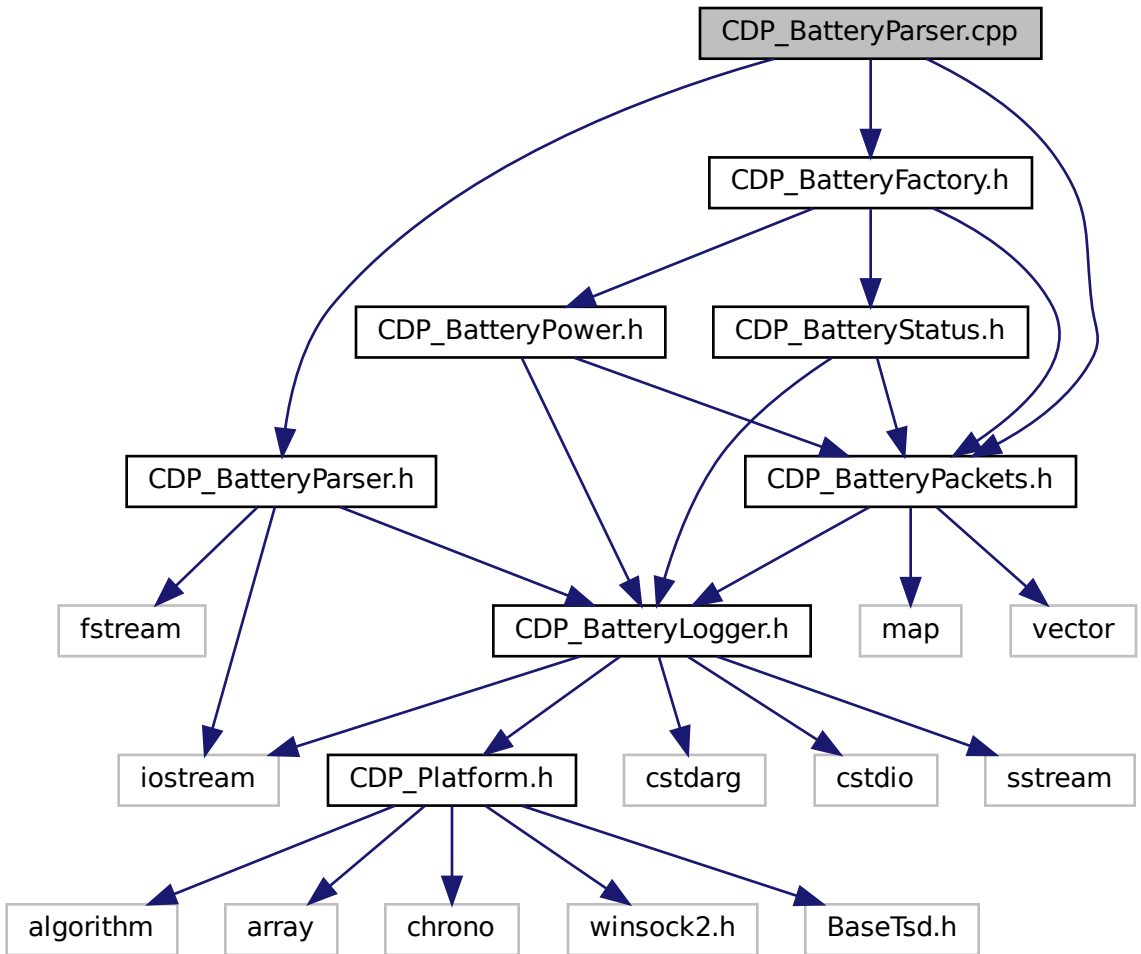 CDP_BatteryParser.cpp
CDP_BatteryFactory.h
CDP_BatteryPower.h
CDP_BatteryStatus.h
CDP_BatteryParser.h
CDP_BatteryPackets.h
fstream
CDP_BatteryLogger.h
map
vector
iostream
CDP_Platform.h
cstdarg
cstdio
sstream
algorithm
array
chrono
winsock2.h
BaseTsd.h